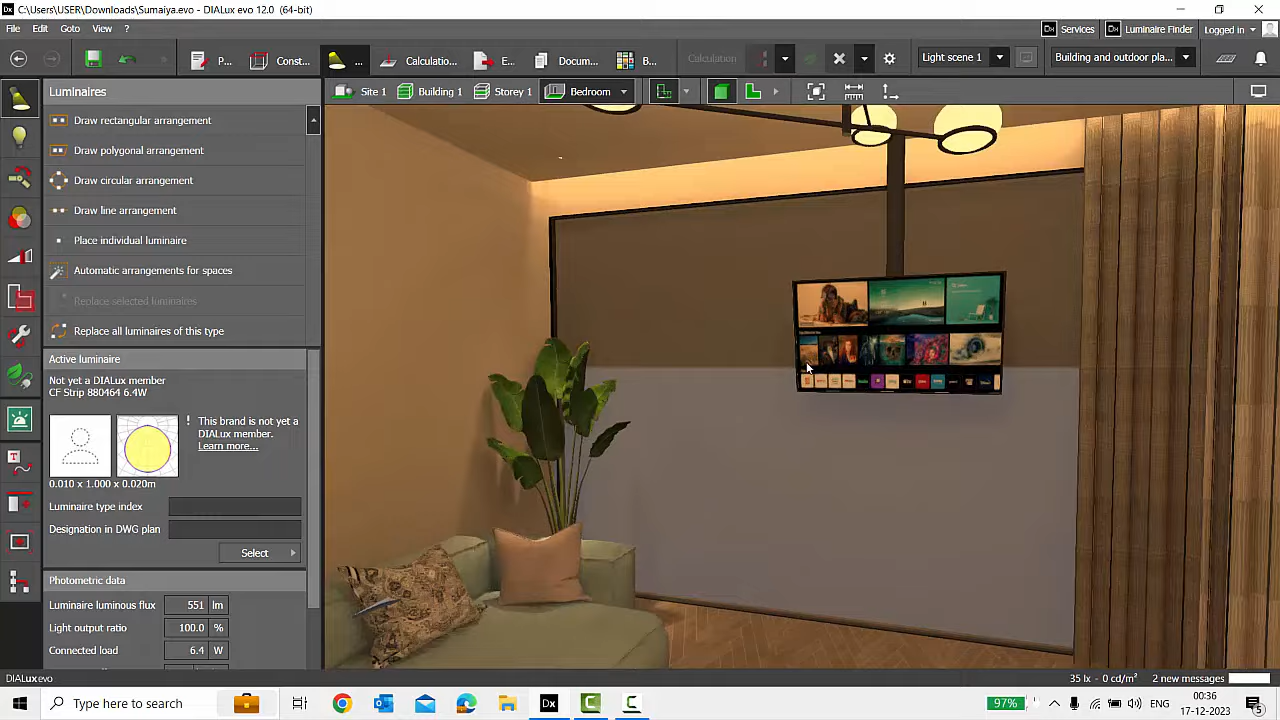 C:\Users\USER\Downloads\Sumaiya.evo - DIALux evo 12.0 (64-bit)
File Edit Goto View ?
Services Luminaire Finder Logged in
P... Const... ... Calculatio... E... Docum... B... Calculation Light scene 1 Building and outdoor pla...
Luminaires
Site 1 Building 1 Storey 1 Bedroom
Draw rectangular arrangement
Draw polygonal arrangement
Draw circular arrangement
Draw line arrangement
Place individual luminaire
Automatic arrangements for spaces
Replace selected luminaires
Replace all luminaires of this type
Active luminaire
Not yet a DIALux member
CF Strip 880464 6.4W
! This brand is not yet a
DIALux member.
Learn more...
0.010 x 1.000 x 0.020m
Luminaire type index
Designation in DWG plan
Select
Photometric data
Luminaire luminous flux 551 lm
Light output ratio 100.0 %
Connected load 6.4 W
DIALux evo
35 lx - 0 cd/m² 2 new messages
Type here to search
97% ENG 00:36
17-12-2023 5